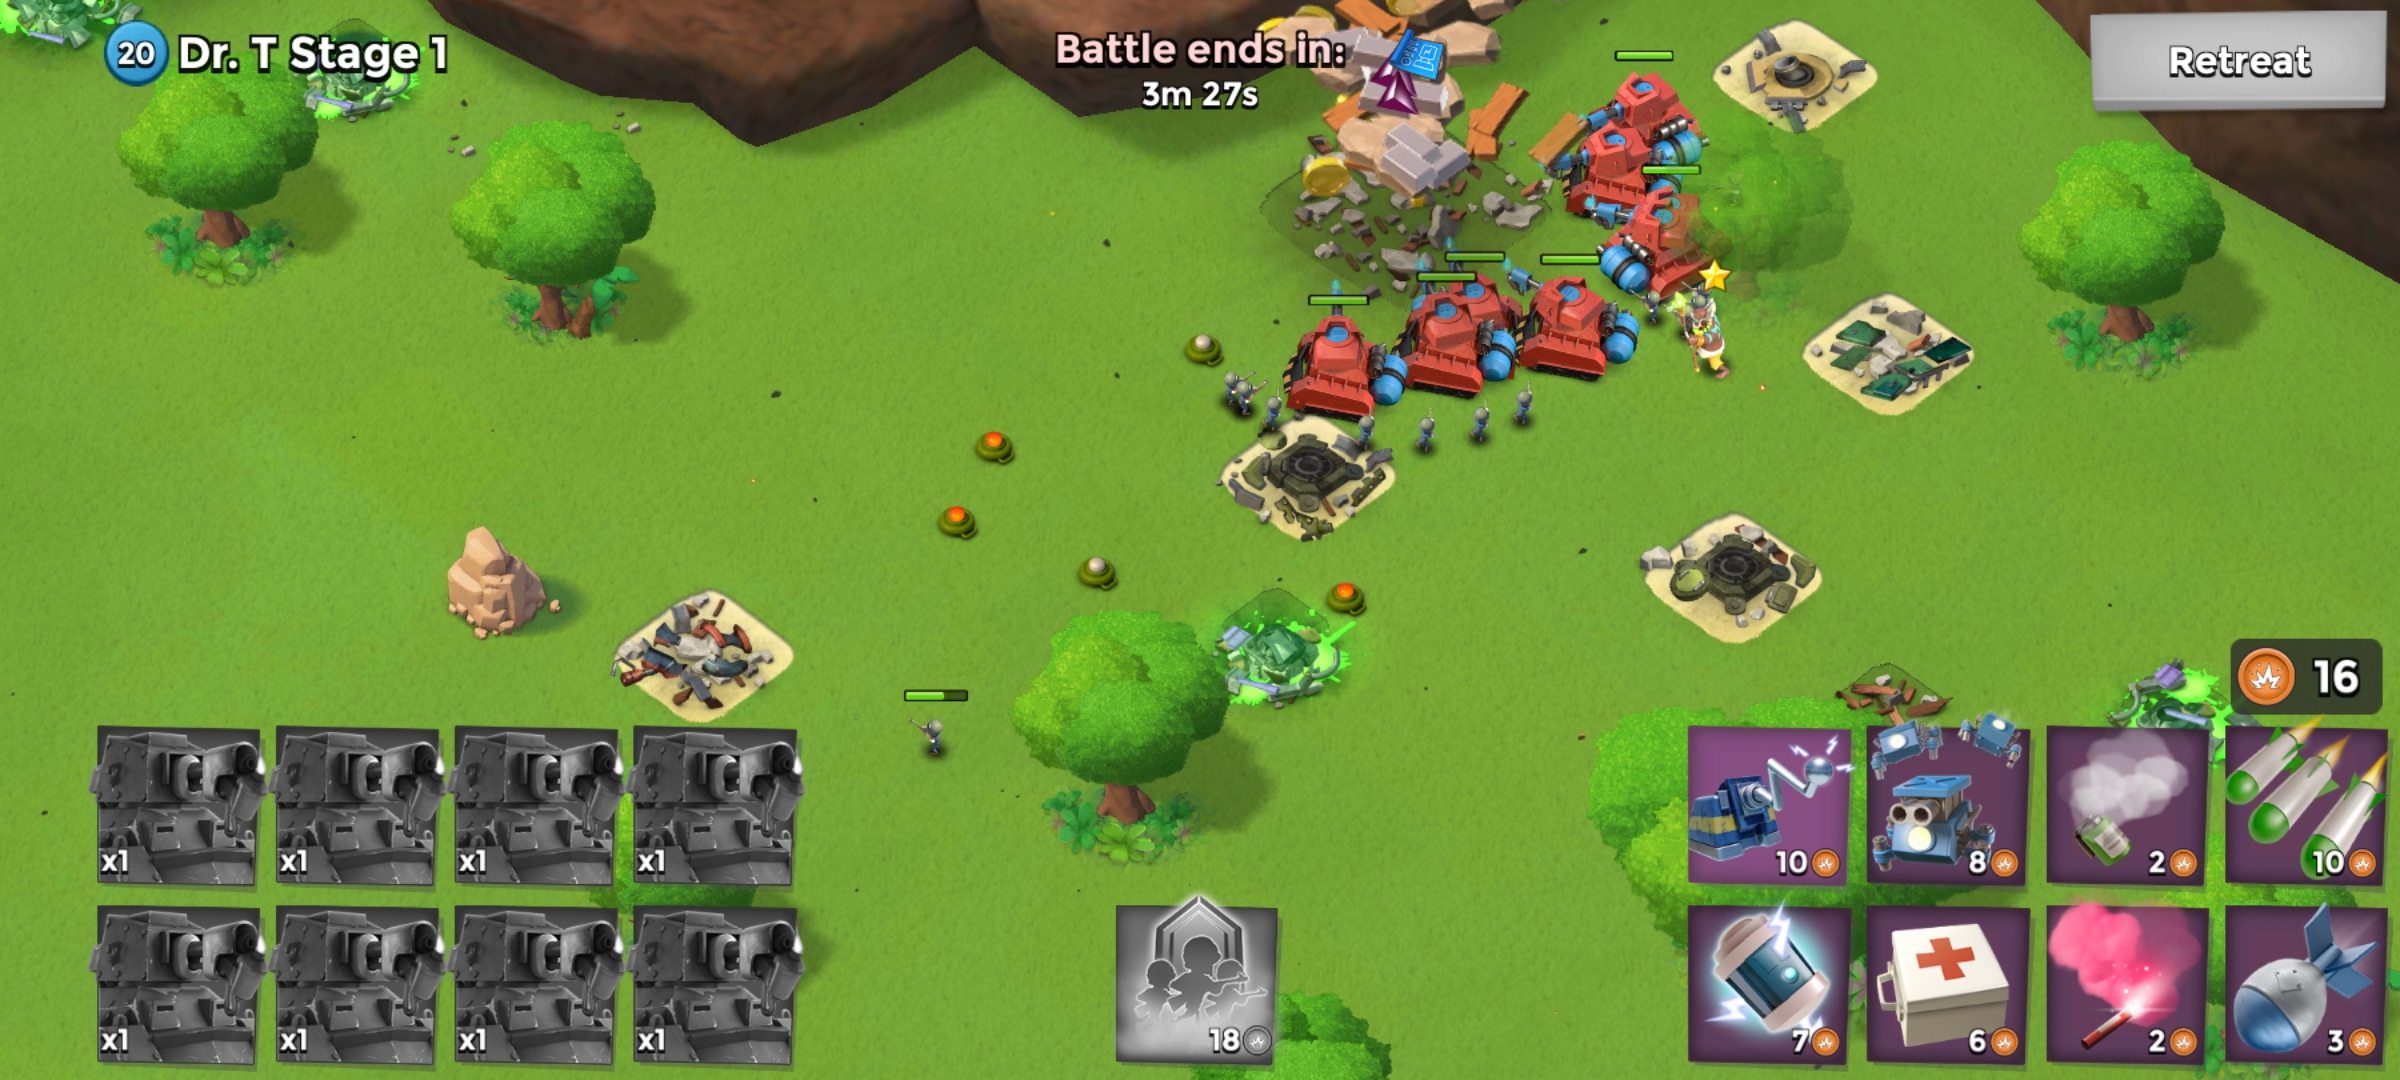 20 Dr. T Stage 1
Battle ends in:
3m 27s
Retreat
16
x1 x1 x1 x1
10 8 2 10
x1 x1 x1 x1
18
7 6 2 3